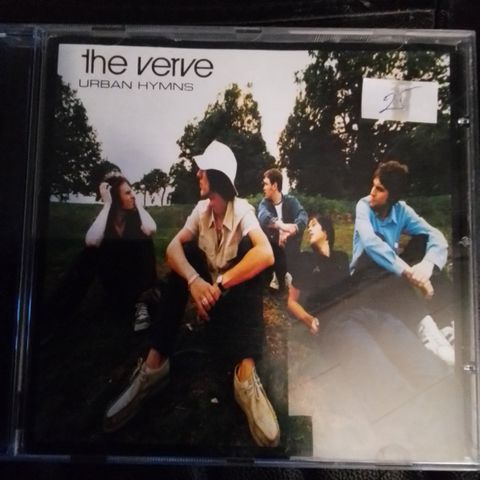 the verve
URBAN HYMNS